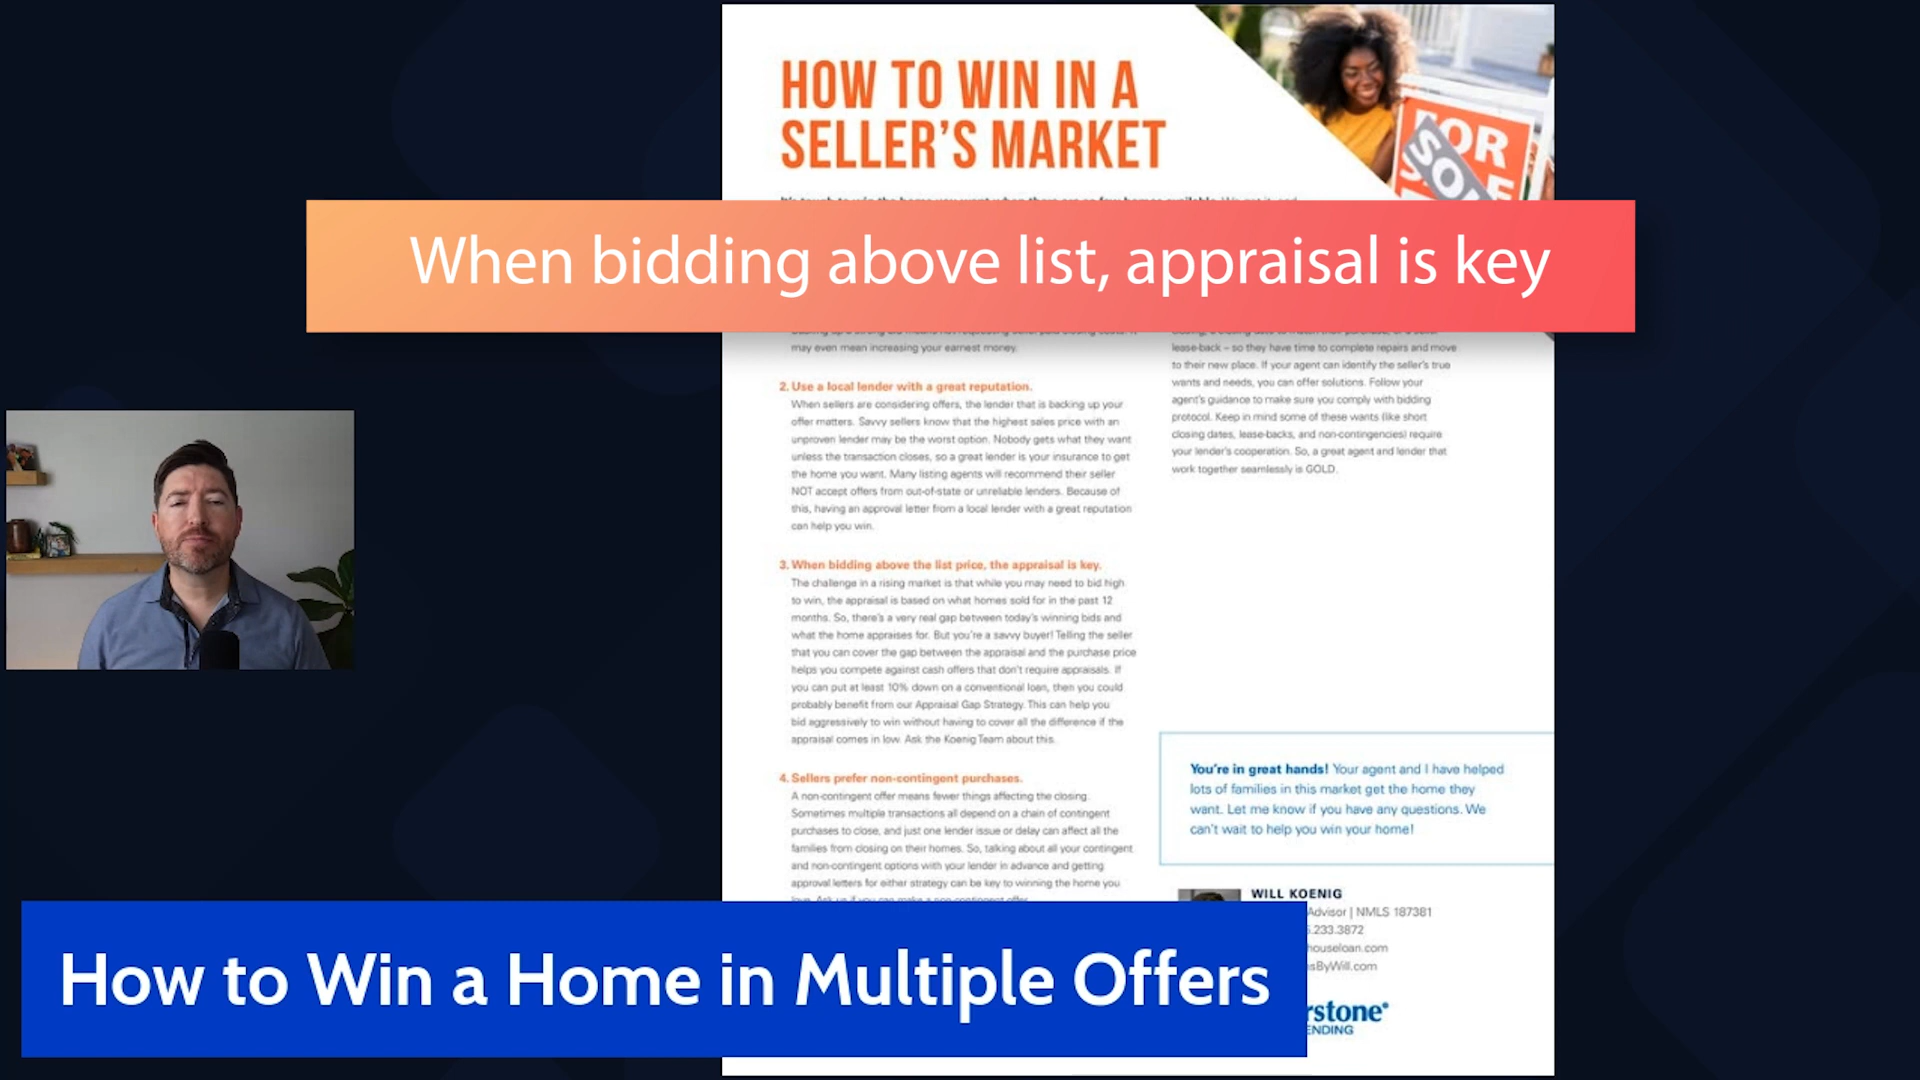 HOW TO WIN IN A
SELLER'S MARKET
FOR
SOL
When bidding above list, appraisal is key
may even mean increasing your earnest money.
2. Use a local lender with a great reputation.
When sellers are considering offers, the lender that is backing up your
offer matters. Savvy sellers know that the highest sales price with an
unproven lender may be the worst option. Nobody gets what they want
unless the transaction closes, so a great lender is your insurance to get
the home you want. Many listing agents will recommend their seller
NOT accept offers from out-of-state or unreliable lenders. Because of
this, having an approval letter from a local lender with a great reputation
can help you win.
3. When bidding above the list price, the appraisal is key.
The challenge in a rising market is that while you may need to bid high
to win, the appraisal is based on what homes sold for in the past 12
months. So, there's a very real gap between today's winning bids and
what the home appraises for. But you're a savvy buyer! Telling the seller
that you can cover the gap between the appraisal and the purchase price
helps you compete against cash offers that don't require appraisals. If
you can put at least 10% down on a conventional loan, then you could
probably benefit from our Appraisal Gap Strategy. This can help you
bid aggressively to win without having to cover all the difference if the
appraisal comes in low. Ask the Koenig Team about this.
4. Sellers prefer non-contingent purchases.
A non-contingent offer means fewer things affecting the closing.
Sometimes multiple transactions all depend on a chain of contingent
purchases to close, and just one lender issue or delay can affect all the
families from closing on their homes. So, talking about all your contingent
and non-contingent options with your lender in advance and getting
approval letters for either strategy can be key to winning the home you
lease-back – so they have time to complete repairs and move
to their new place. If your agent can identify the seller's true
wants and needs, you can offer solutions. Follow your
agent's guidance to make sure you comply with bidding
protocol. Keep in mind some of these wants (like short
closing dates, lease-backs, and non-contingencies) require
your lender's cooperation. So, a great agent and lender that
work together seamlessly is GOLD.
You're in great hands! Your agent and I have helped
lots of families in this market get the home they
want. Let me know if you have any questions. We
can't wait to help you win your home!
WILL KOENIG
Advisor | NMLS 187381
.233.3872
houseloan.com
nsByWill.com
rstone
ENDING
How to Win a Home in Multiple Offers